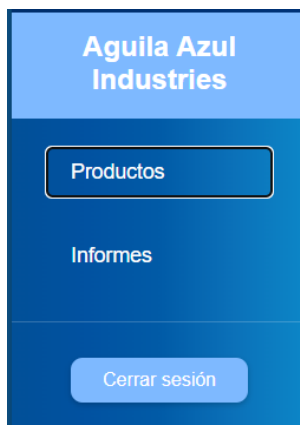 Aguila Azul
Industries
Productos
Informes
Cerrar sesión